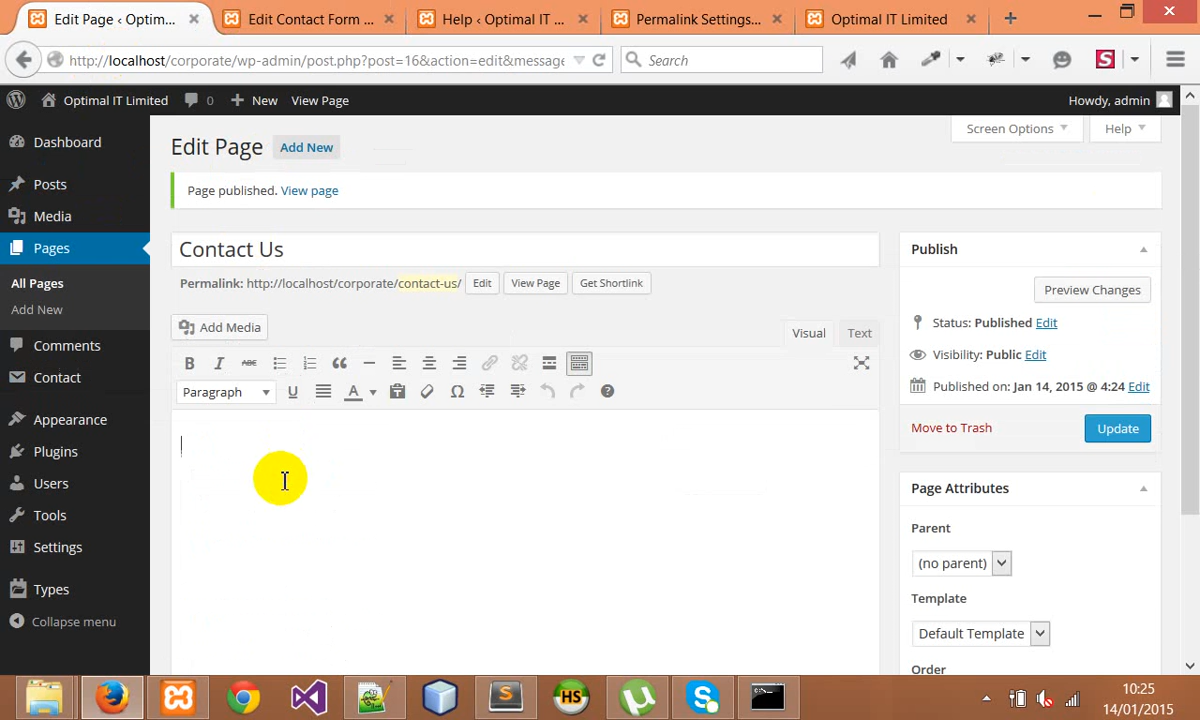 Edit Page ‹ Optim...
Edit Contact Form ...
Help ‹ Optimal IT ...
Permalink Settings...
Optimal IT Limited
http://localhost/corporate/wp-admin/post.php?post=16&action=edit&message
Search
Optimal IT Limited
0
New
View Page
Howdy, admin
Dashboard
Posts
Media
Pages
All Pages
Add New
Comments
Contact
Appearance
Plugins
Users
Tools
Settings
Types
Collapse menu
Screen Options
Help
Edit Page
Add New
Page published. View page
Contact Us
Permalink: http://localhost/corporate/contact-us/
Edit
View Page
Get Shortlink
Add Media
Visual
Text
B I ABC
Paragraph
U
A
Ω
Publish
Preview Changes
Status: Published Edit
Visibility: Public Edit
Published on: Jan 14, 2015 @ 4:24 Edit
Move to Trash
Update
Page Attributes
Parent
(no parent)
Template
Default Template
Order
S
HS
10:25
14/01/2015